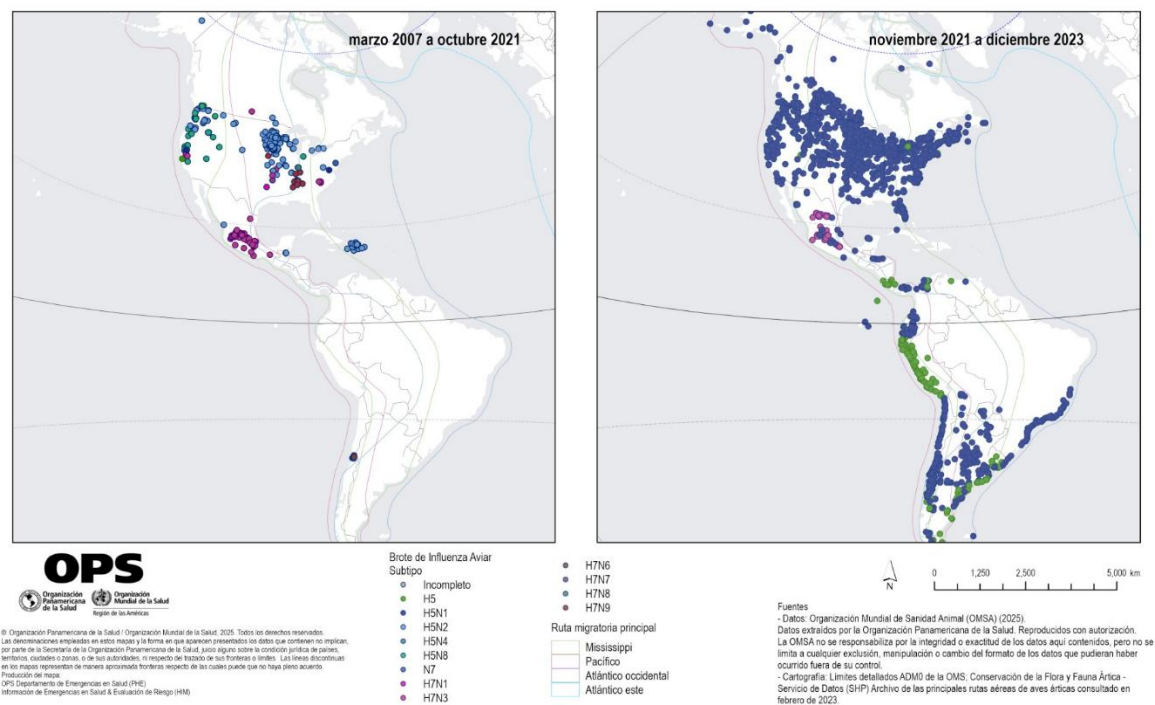 marzo 2007 a octubre 2021
noviembre 2021 a diciembre 2023
OPS
Organización
Panamericana
de la Salud
Organización
Mundial de la Salud
Región de las Américas
© Organización Panamericana de la Salud / Organización Mundial de la Salud, 2025. Todos los derechos reservados.
Las denominaciones empleadas en estos mapas y la forma en que aparecen presentados los datos que contienen no implican,
por parte de la Secretaría de la Organización Panamericana de la Salud, juicio alguno sobre la condición jurídica de países,
territorios, ciudades o zonas, o de sus autoridades, ni respecto del trazado de sus fronteras o límites. Las líneas discontinuas
en los mapas representan de manera aproximada fronteras respecto de las cuales puede que no haya pleno acuerdo.
Producción del mapa:
OPS Departamento de Emergencias en Salud (PHE)
Información de Emergencias en Salud & Evaluación de Riesgo (HIM)
Brote de Influenza Aviar
Subtipo
Incompleto
H5
H5N1
H5N2
H5N4
H5N8
N7
H7N1
H7N3
H7N6
H7N7
H7N8
H7N9
Ruta migratoria principal
Mississippi
Pacífico
Atlántico occidental
Atlántico este
N
0 1,250 2,500 5,000 km
Fuentes
- Datos: Organización Mundial de Sanidad Animal (OMSA) (2025).
Datos extraídos por la Organización Panamericana de la Salud. Reproducidos con autorización.
La OMSA no se responsabiliza por la integridad o exactitud de los datos aquí contenidos, pero no se
limita a cualquier exclusión, manipulación o cambio del formato de los datos que pudieran haber
ocurrido fuera de su control.
- Cartografía: Límites detallados ADM0 de la OMS; Conservación de la Flora y Fauna Ártica -
Servicio de Datos (SHP) Archivo de las principales rutas aéreas de aves árticas consultado en
febrero de 2023.